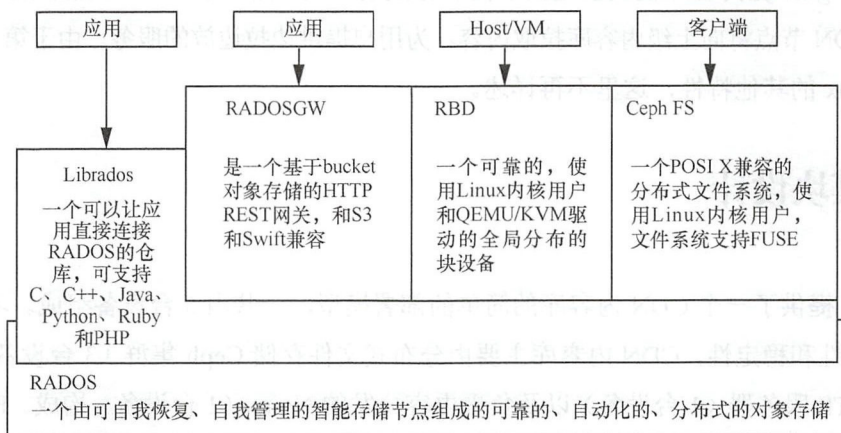 应用
应用
Host/VM
客户端
RADOSGW
是一个基于bucket
对象存储的HTTP
REST网关，和S3
和Swift兼容
RBD
一个可靠的，使
用Linux内核用户
和QEMU/KVM驱
动的全局分布的
块设备
Ceph FS
一个POSI X兼容的
分布式文件系统，使
用Linux内核用户，
文件系统支持FUSE
Librados
一个可以让应
用直接连接
RADOS的仓
库，可支持
C、C++、Java、
Python、Ruby
和PHP
RADOS
一个由可自我恢复、自我管理的智能存储节点组成的可靠的、自动化的、分布式的对象存储